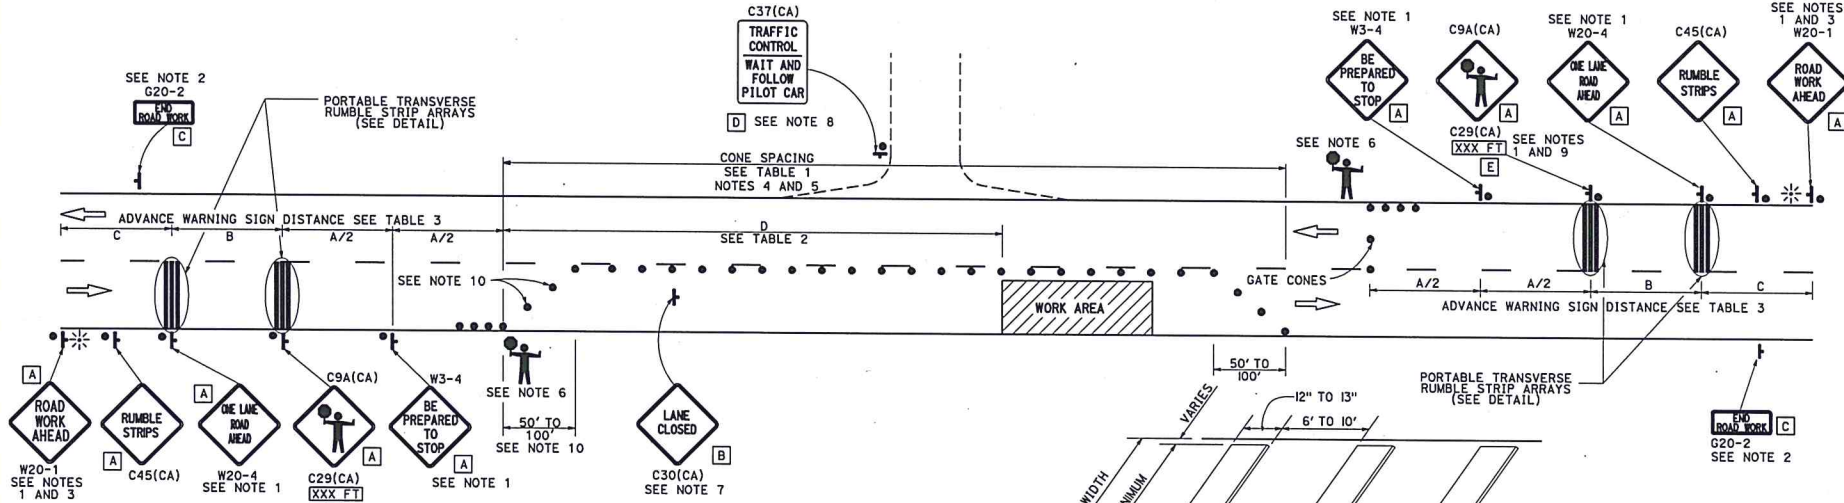 C37(CA)
TRAFFIC
CONTROL
WAIT AND
FOLLOW
PILOT CAR
D SEE NOTE 8
SEE NOTE 2
G20-2
END
ROAD WORK
C
PORTABLE TRANSVERSE
RUMBLE STRIP ARRAYS
(SEE DETAIL)
CONE SPACING
SEE TABLE 1
NOTES 4 AND 5
SEE NOTE 6
SEE NOTE 1
W3-4
BE
PREPARED
TO
STOP
A
C9A(CA)
A
C29(CA)
XXX FT
E
SEE NOTES
1 AND 9
SEE NOTE 1
W20-4
ONE LANE
ROAD
AHEAD
A
C45(CA)
RUMBLE
STRIPS
A
SEE NOTES
1 AND 3
W20-1
ROAD
WORK
AHEAD
A
ADVANCE WARNING SIGN DISTANCE SEE TABLE 3
C B A/2 A/2
D
SEE TABLE 2
SEE NOTE 10
GATE CONES
WORK AREA
A/2 A/2 B C
ADVANCE WARNING SIGN DISTANCE SEE TABLE 3
A
ROAD
WORK
AHEAD
W20-1
SEE NOTES
1 AND 3
RUMBLE
STRIPS
A
C45(CA)
A
ONE LANE
ROAD
AHEAD
W20-4
SEE NOTE 1
C9A(CA)
A
C29(CA)
XXX FT
W3-4
BE
PREPARED
TO
STOP
A
SEE NOTE 1
SEE NOTE 6
50' TO
100'
SEE NOTE 10
LANE
CLOSED
B
C30(CA)
SEE NOTE 7
50' TO
100'
PORTABLE TRANSVERSE
RUMBLE STRIP ARRAYS
(SEE DETAIL)
END
ROAD WORK
C
G20-2
SEE NOTE 2
VARIES
12" TO 13"
6' TO 10'
WIDTH